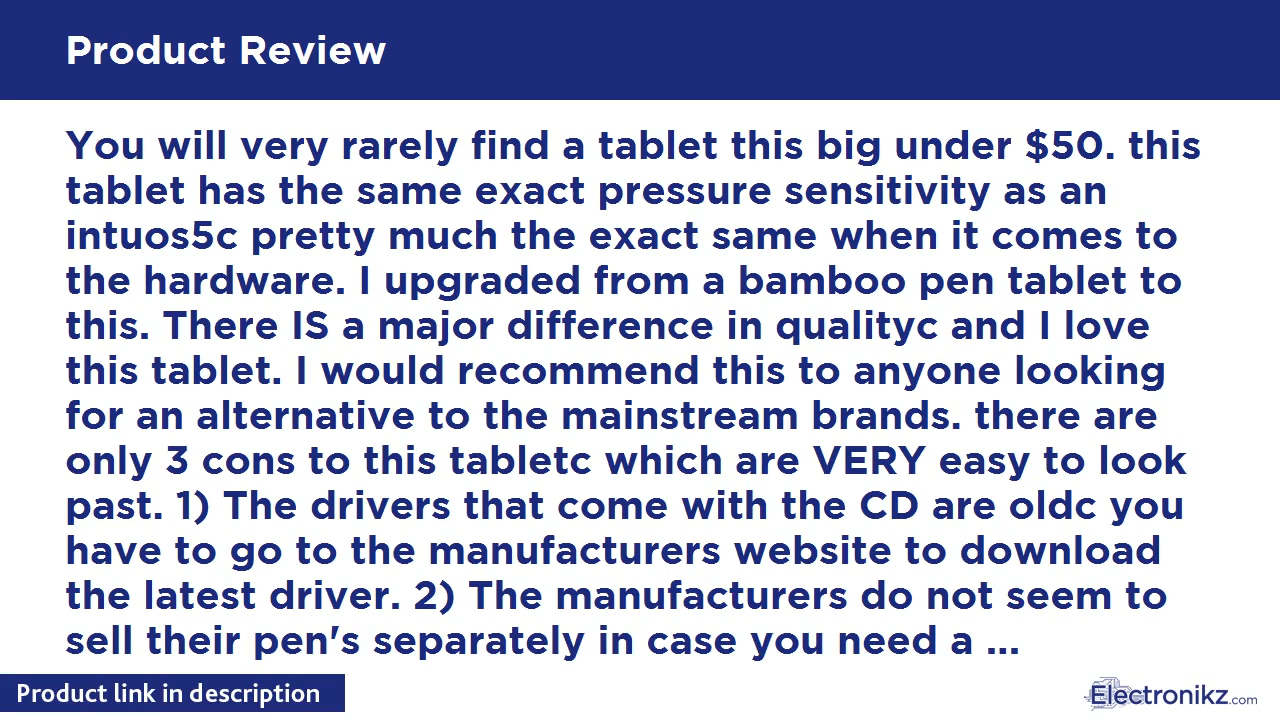 Product Review
You will very rarely find a tablet this big under $50. this
tablet has the same exact pressure sensitivity as an
intuos5c pretty much the exact same when it comes to
the hardware. I upgraded from a bamboo pen tablet to
this. There IS a major difference in qualityc and I love
this tablet. I would recommend this to anyone looking
for an alternative to the mainstream brands. there are
only 3 cons to this tabletc which are VERY easy to look
past. 1) The drivers that come with the CD are oldc you
have to go to the manufacturers website to download
the latest driver. 2) The manufacturers do not seem to
sell their pen's separately in case you need a ...
Product link in description
Electronikz.com